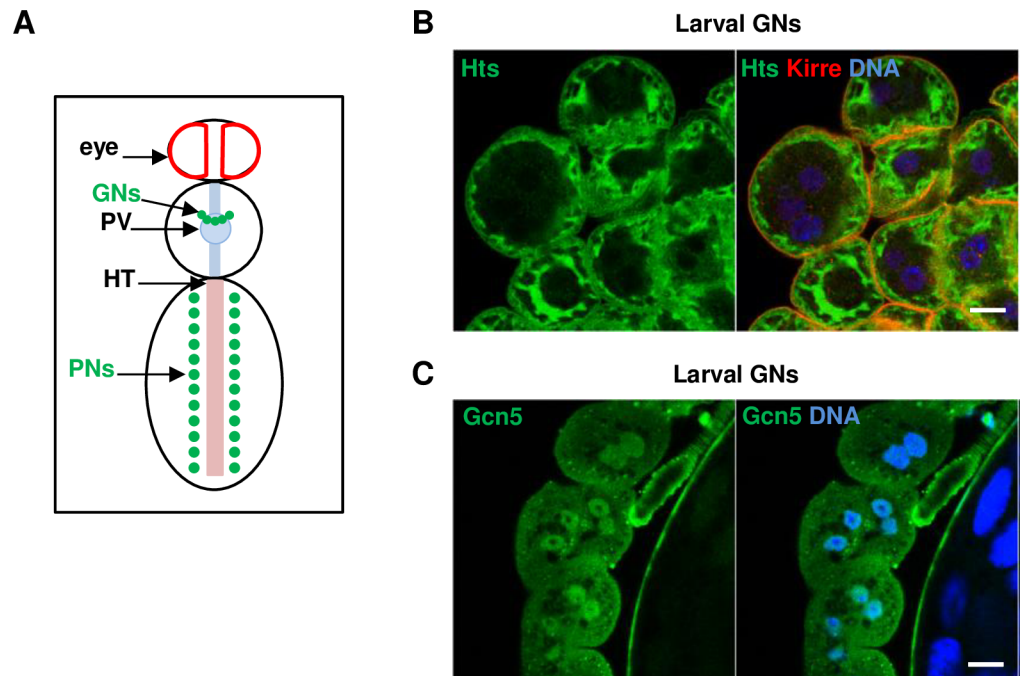 A
eye
GNs
PV
HT
PNs
B
Larval GNs
Hts
Hts Kirre DNA
C
Larval GNs
Gcn5
Gcn5 DNA